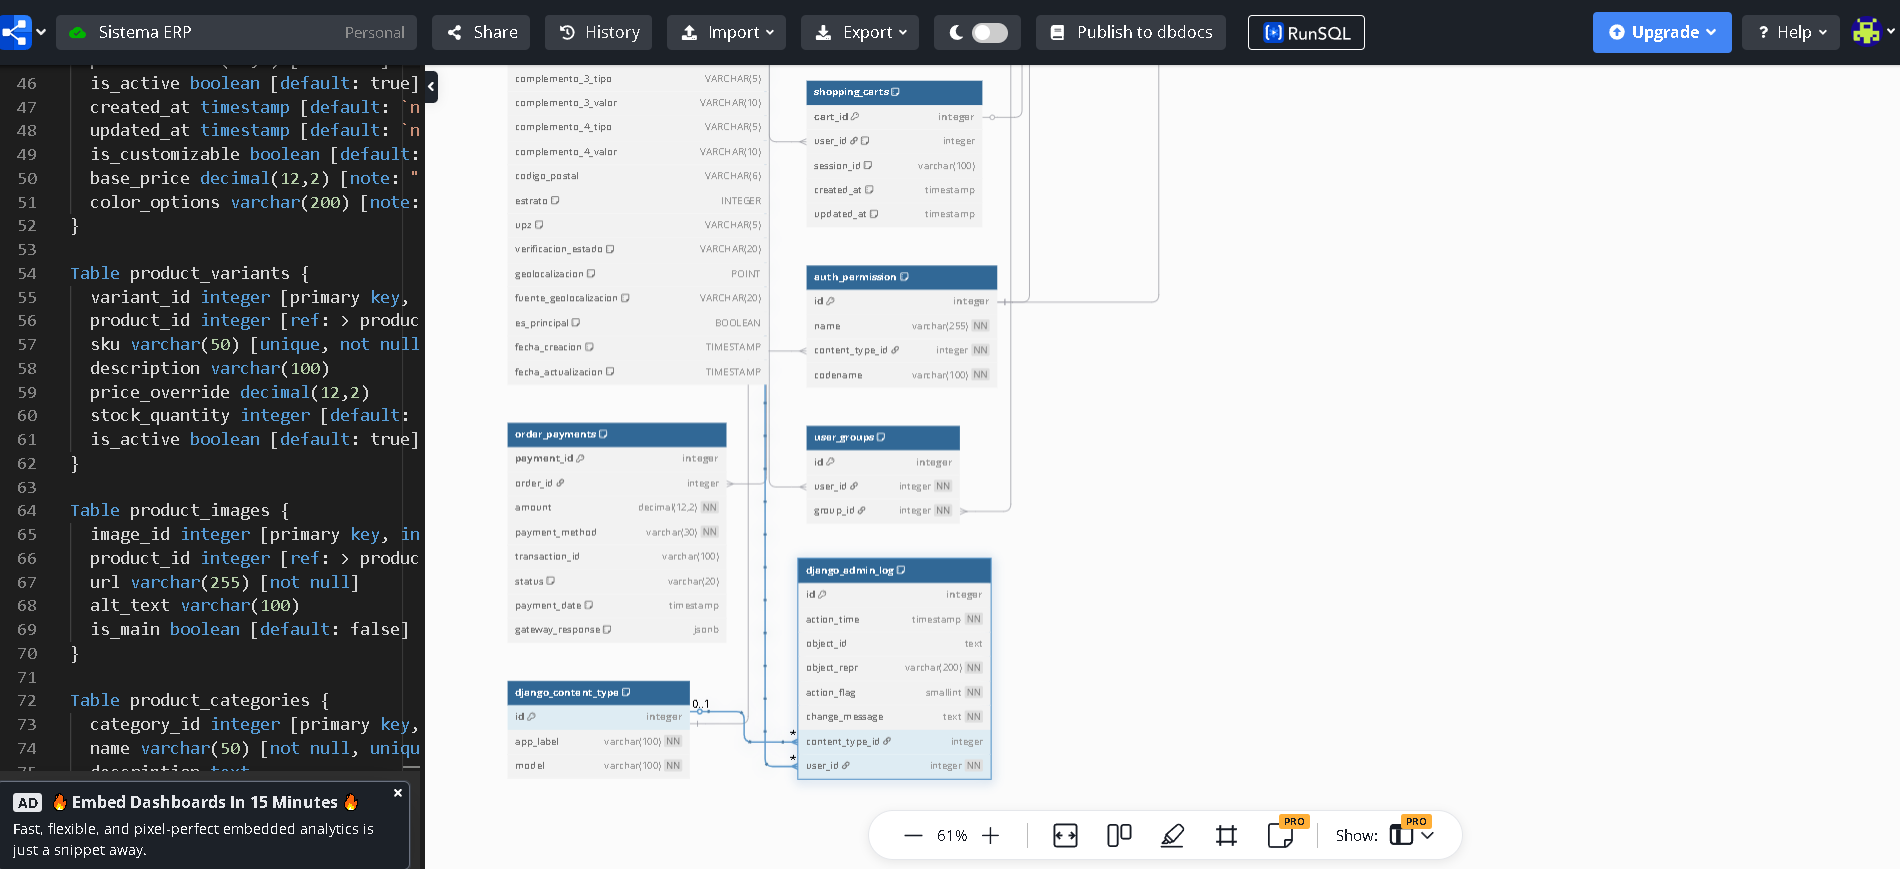 Sistema ERP Personal Share History Import Export Publish to dbdocs RunSQL Upgrade ? Help
46 is_active boolean [default: true]
47 created_at timestamp [default: `n
48 updated_at timestamp [default: `n
49 is_customizable boolean [default:
50 base_price decimal(12,2) [note: "
51 color_options varchar(200) [note:
52 }
53
54 Table product_variants {
55 variant_id integer [primary key,
56 product_id integer [ref: > produc
57 sku varchar(50) [unique, not null
58 description varchar(100)
59 price_override decimal(12,2)
60 stock_quantity integer [default:
61 is_active boolean [default: true]
62 }
63
64 Table product_images {
65 image_id integer [primary key, in
66 product_id integer [ref: > produc
67 url varchar(255) [not null]
68 alt_text varchar(100)
69 is_main boolean [default: false]
70 }
71
72 Table product_categories {
73 category_id integer [primary key,
74 name varchar(50) [not null, uniqu
75 description text
AD 🔥 Embed Dashboards In 15 Minutes 🔥
Fast, flexible, and pixel-perfect embedded analytics is
just a snippet away.
complemento_3_tipo VARCHAR(5)
complemento_3_valor VARCHAR(10)
complemento_4_tipo VARCHAR(5)
complemento_4_valor VARCHAR(10)
codigo_postal VARCHAR(6)
estrato INTEGER
upz VARCHAR(5)
verificacion_estado VARCHAR(20)
geolocalizacion POINT
fuente_geolocalizacion VARCHAR(20)
es_principal BOOLEAN
fecha_creacion TIMESTAMP
fecha_actualizacion TIMESTAMP
order_payments
payment_id integer
order_id integer
amount decimal(12,2) NN
payment_method varchar(30) NN
transaction_id varchar(100)
status varchar(20)
payment_date timestamp
gateway_response jsonb
django_content_type
id integer
app_label varchar(100) NN
model varchar(100) NN
0..1
*
*
shopping_carts
cart_id integer
user_id integer
session_id varchar(100)
created_at timestamp
updated_at timestamp
auth_permission
id integer
name varchar(255) NN
content_type_id integer NN
codename varchar(100) NN
user_groups
id integer
user_id integer NN
group_id integer NN
django_admin_log
id integer
action_time timestamp NN
object_id text
object_repr varchar(200) NN
action_flag smallint NN
change_message text NN
content_type_id integer
user_id integer NN
61% PRO Show: PRO